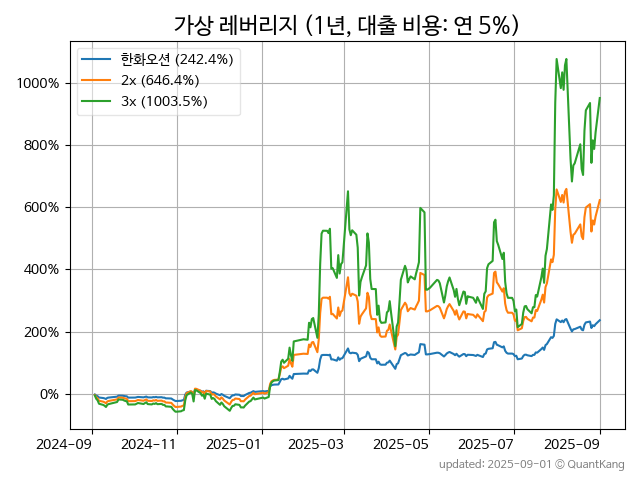 가상 레버리지 (1년, 대출 비용: 연 5%)
한화오션 (242.4%)
2x (646.4%)
3x (1003.5%)
1000%
800%
600%
400%
200%
0%
2024-09
2024-11
2025-01
2025-03
2025-05
2025-07
2025-09
updated: 2025-09-01 © QuantKang